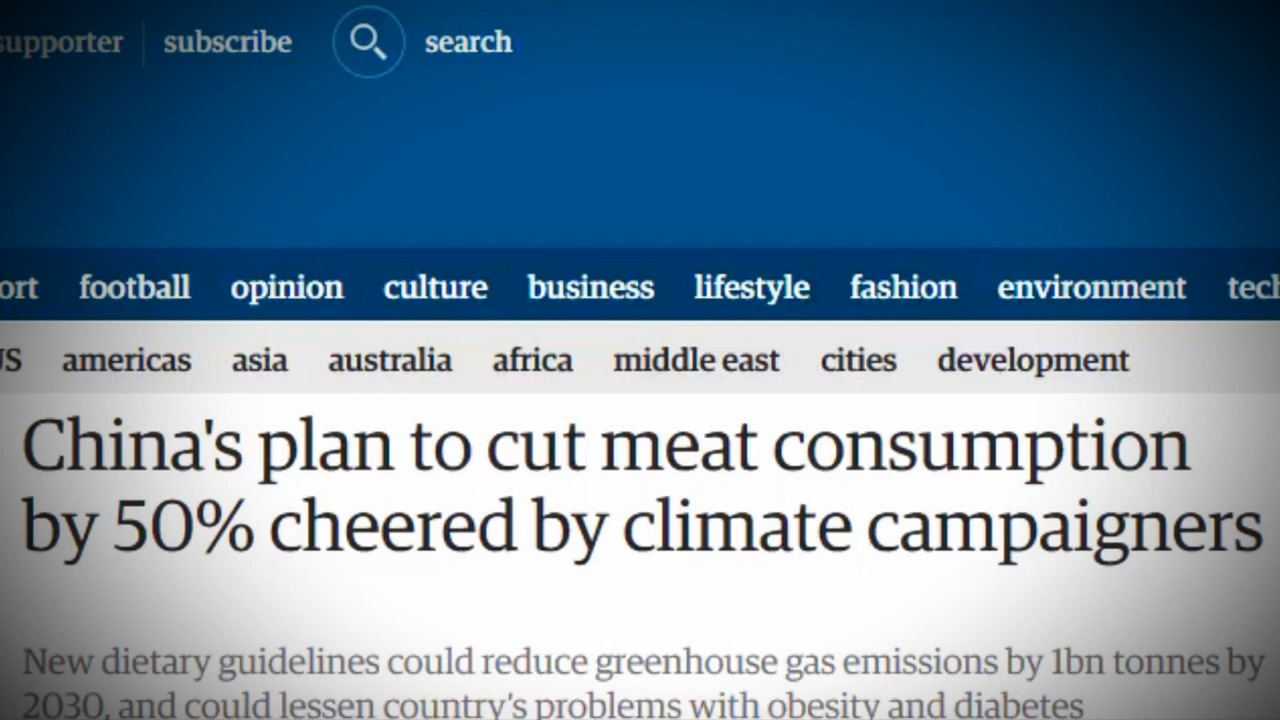 supporter subscribe search
football opinion culture business lifestyle fashion environment
americas asia australia africa middle east cities development
China's plan to cut meat consumption
by 50% cheered by climate campaigners
New dietary guidelines could reduce greenhouse gas emissions by 1bn tonnes by
2030, and could lessen country's problems with obesity and diabetes